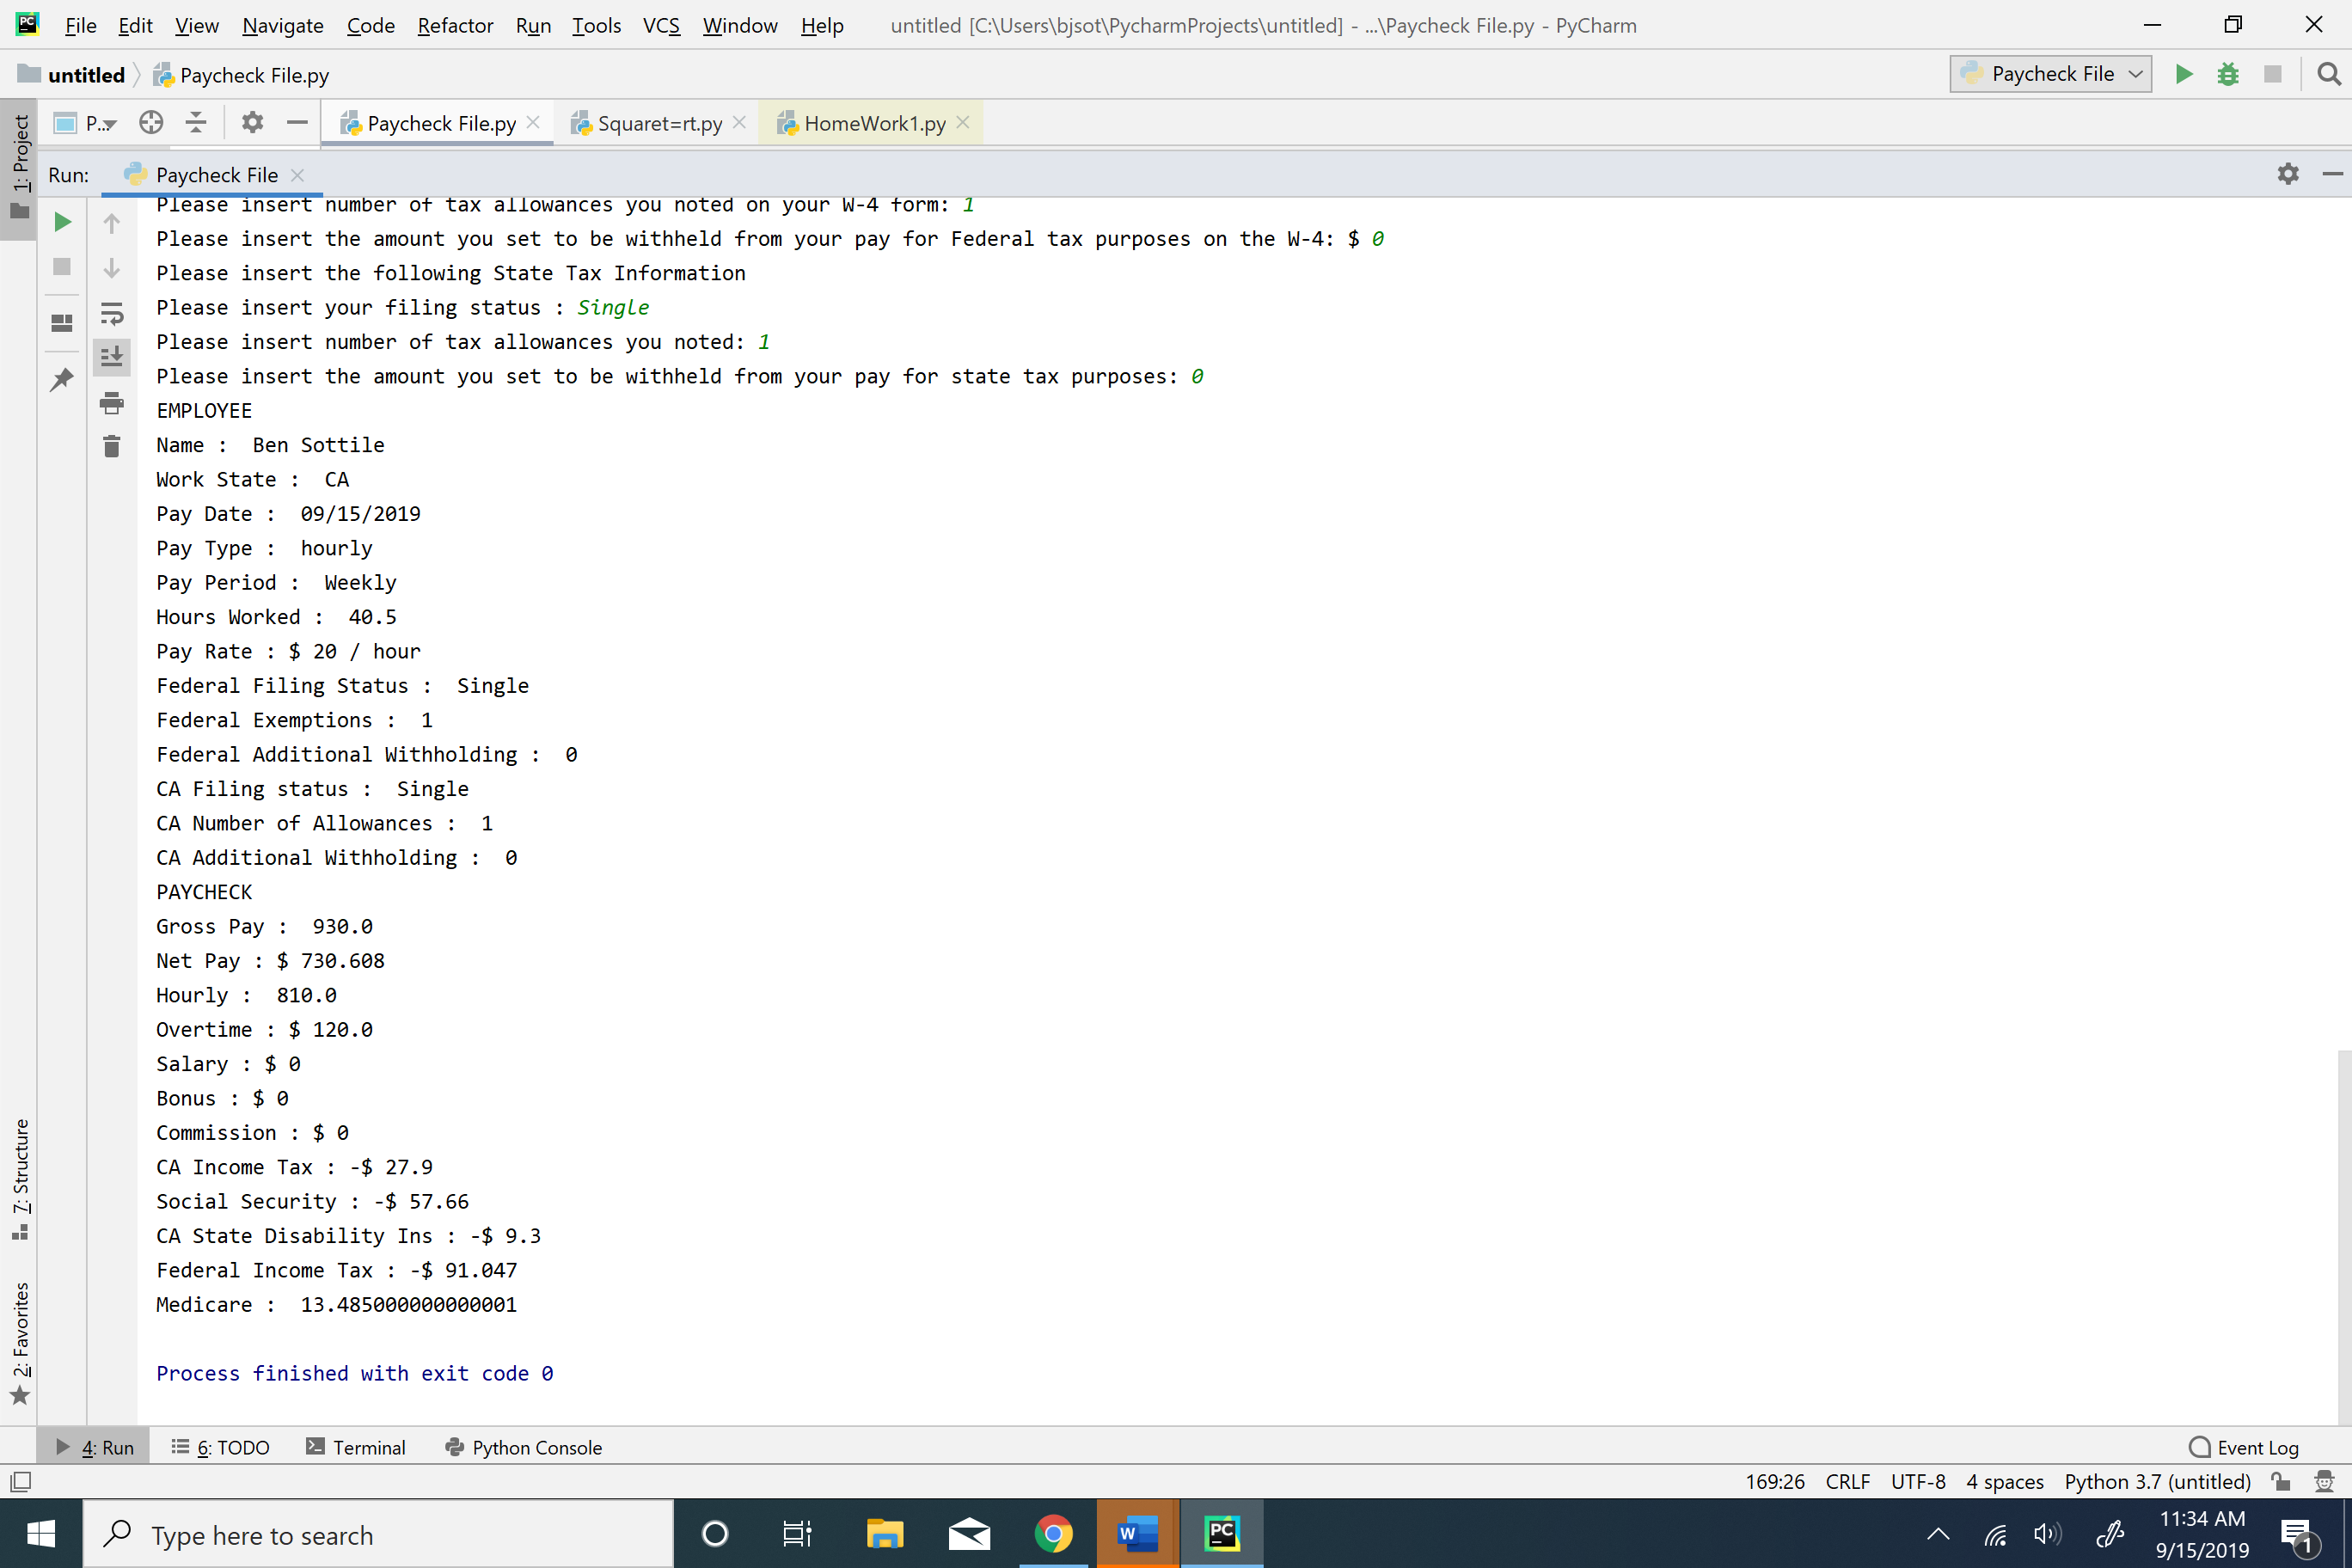 File Edit View Navigate Code Refactor Run Tools VCS Window Help untitled [C:\Users\bjsot\PycharmProjects\untitled] - ...\Paycheck File.py - PyCharm
untitled Paycheck File.py Paycheck File
1: Project P... Paycheck File.py Squaret=rt.py HomeWork1.py
Run: Paycheck File
Please insert number of tax allowances you noted on your W-4 form: 1
Please insert the amount you set to be withheld from your pay for Federal tax purposes on the W-4: $ 0
Please insert the following State Tax Information
Please insert your filing status : Single
Please insert number of tax allowances you noted: 1
Please insert the amount you set to be withheld from your pay for state tax purposes: 0
EMPLOYEE
Name :  Ben Sottile
Work State :  CA
Pay Date :  09/15/2019
Pay Type :  hourly
Pay Period :  Weekly
Hours Worked :  40.5
Pay Rate : $ 20 / hour
Federal Filing Status :  Single
Federal Exemptions :  1
Federal Additional Withholding :  0
CA Filing status :  Single
CA Number of Allowances :  1
CA Additional Withholding :  0
PAYCHECK
Gross Pay :  930.0
Net Pay : $ 730.608
Hourly :  810.0
Overtime : $ 120.0
Salary : $ 0
Bonus : $ 0
Commission : $ 0
CA Income Tax : -$ 27.9
Social Security : -$ 57.66
CA State Disability Ins : -$ 9.3
Federal Income Tax : -$ 91.047
Medicare :  13.485000000000001
Process finished with exit code 0
7: Structure
2: Favorites
4: Run 6: TODO Terminal Python Console Event Log
169:26 CRLF UTF-8 4 spaces Python 3.7 (untitled)
Type here to search
11:34 AM
9/15/2019
1
W
PC
PC